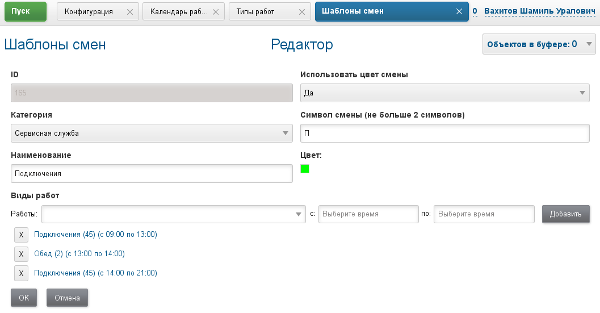 Пуск
Конфигурация
Календарь раб...
Типы работ
Шаблоны смен
0
Вахитов Шамиль Уралович
Шаблоны смен
Редактор
Объектов в буфере: 0
ID
Использовать цвет смены
Да
Категория
Символ смены (не больше 2 символов)
Сервисная служба
П
Наименование
Цвет:
Подключения
Виды работ
Работы:
с: Выберите время
по: Выберите время
Добавить
X Подключения (45) (с 09:00 по 13:00)
X Обед (2) (с 13:00 по 14:00)
X Подключения (45) (с 14:00 по 21:00)
OK
Отмена